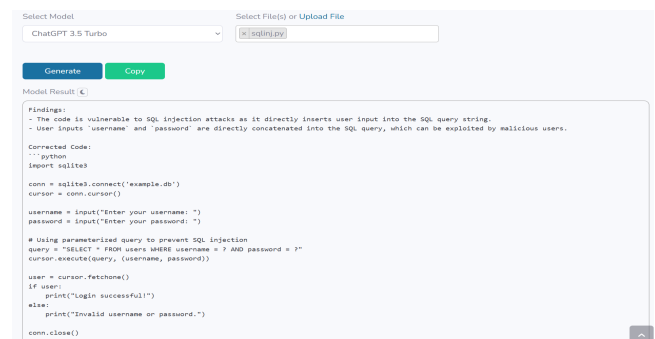 Select Model
Select File(s) or Upload File
ChatGPT 3.5 Turbo
× sqlinj.py
Generate
Copy
Model Result
Findings:
- The code is vulnerable to SQL injection attacks as it directly inserts user input into the SQL query string.
- User inputs `username` and `password` are directly concatenated into the SQL query, which can be exploited by malicious users.
Corrected Code:
```python
import sqlite3
conn = sqlite3.connect('example.db')
cursor = conn.cursor()
username = input("Enter your username: ")
password = input("Enter your password: ")
# Using parameterized query to prevent SQL injection
query = "SELECT * FROM users WHERE username = ? AND password = ?"
cursor.execute(query, (username, password))
user = cursor.fetchone()
if user:
    print("Login successful!")
else:
    print("Invalid username or password.")
conn.close()